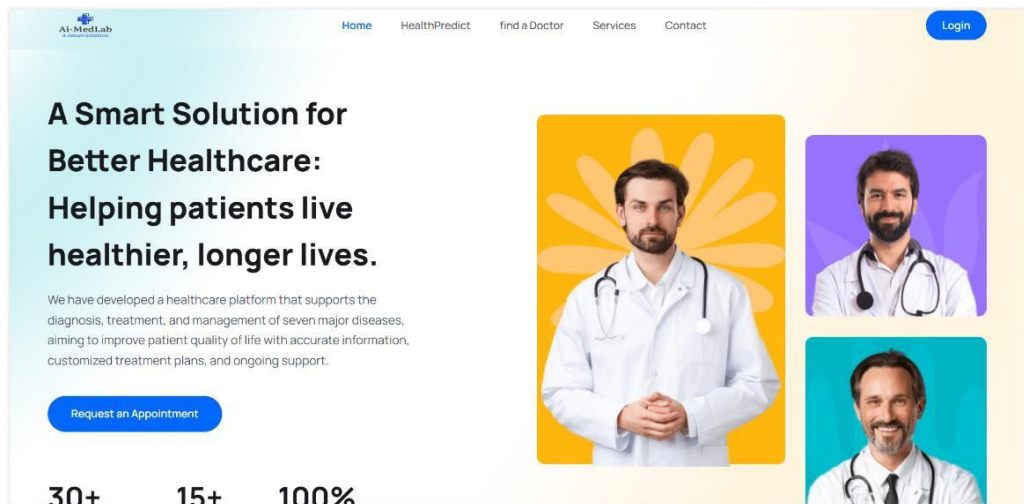 Ai-MedLab
A Smart Solution
Home HealthPredict find a Doctor Services Contact
Login
A Smart Solution for
Better Healthcare:
Helping patients live
healthier, longer lives.
We have developed a healthcare platform that supports the
diagnosis, treatment, and management of seven major diseases,
aiming to improve patient quality of life with accurate information,
customized treatment plans, and ongoing support.
Request an Appointment
30+ 15+ 100%